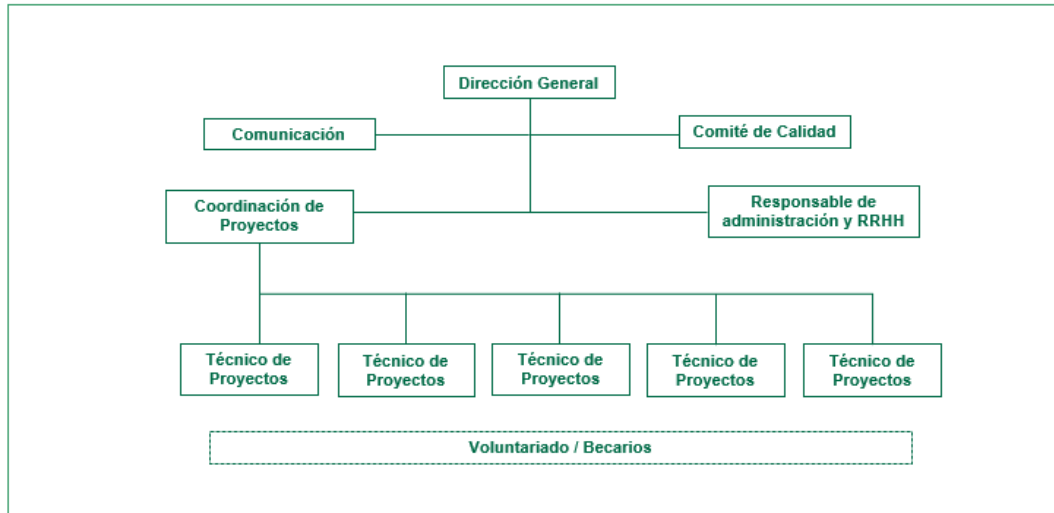 Dirección General
Comunicación
Comité de Calidad
Coordinación de
Proyectos
Responsable de
administración y RRHH
Técnico de
Proyectos
Técnico de
Proyectos
Técnico de
Proyectos
Técnico de
Proyectos
Técnico de
Proyectos
Voluntariado / Becarios